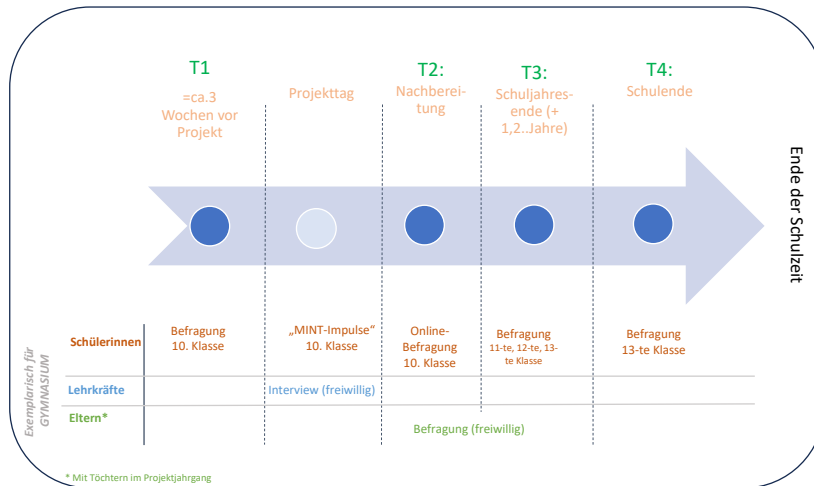 T1
=ca.3
Wochen vor
Projekt
Projekttag
T2:
Nachberei-
tung
T3:
Schuljahres-
ende (+
1,2..Jahre)
T4:
Schulende
Ende der Schulzeit
Exemplarisch für
GYMNASIUM
Schülerinnen
Befragung
10. Klasse
„MINT-Impulse“
10. Klasse
Online-
Befragung
10. Klasse
Befragung
11-te, 12-te, 13-
te Klasse
Befragung
13-te Klasse
Lehrkräfte
Interview (freiwillig)
Eltern*
Befragung (freiwillig)
* Mit Töchtern im Projektjahrgang